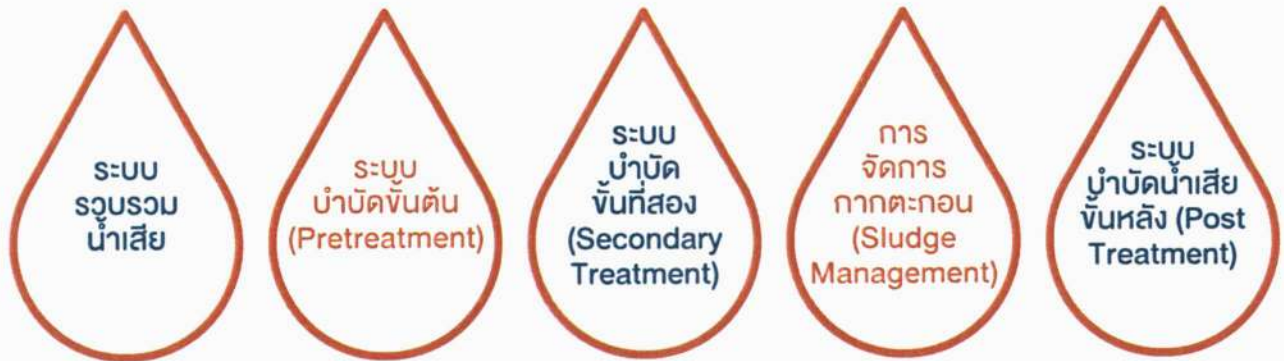 ระบบ
รวบรวม
น้ำเสีย
ระบบ
บำบัดขั้นต้น
(Pretreatment)
ระบบ
บำบัด
ขั้นที่สอง
(Secondary
Treatment)
การ
จัดการ
กากตะกอน
(Sludge
Management)
ระบบ
บำบัดน้ำเสีย
ขั้นหลัง (Post
Treatment)